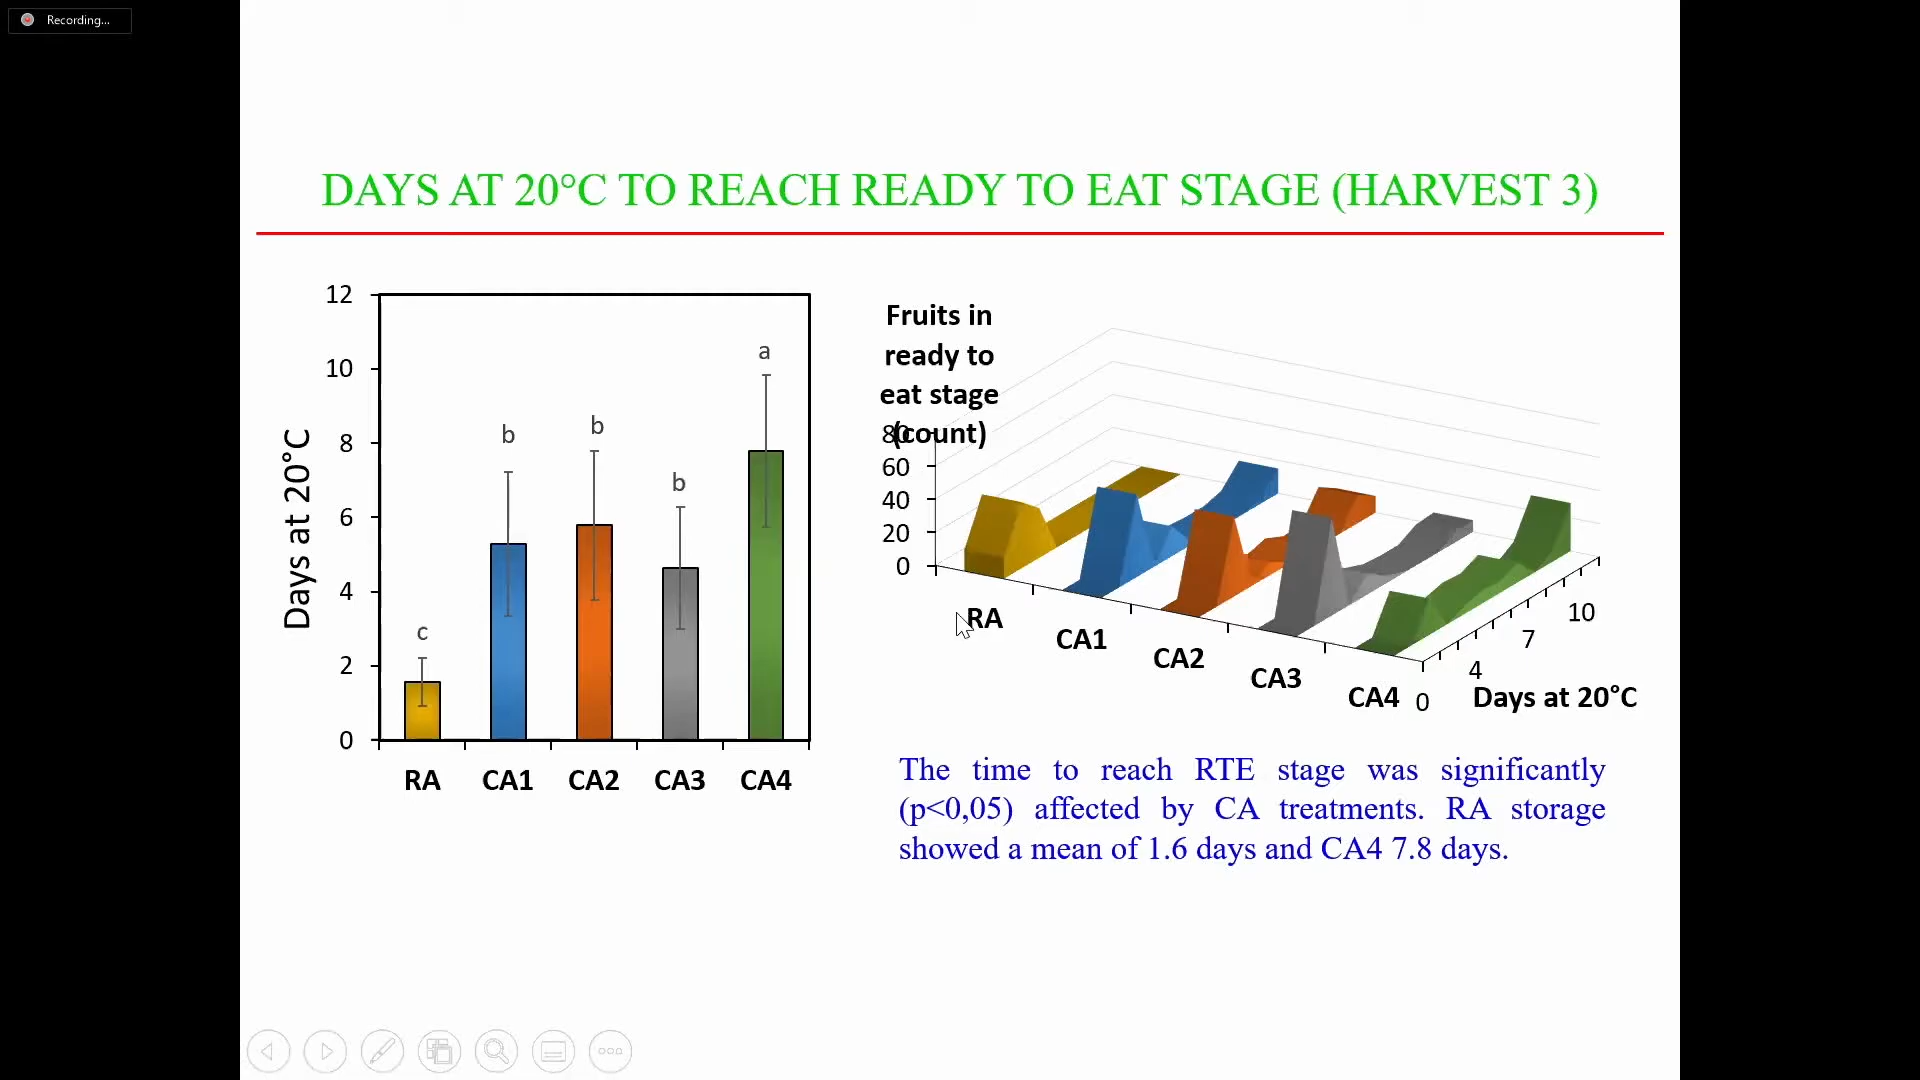 Recording...
DAYS AT 20°C TO REACH READY TO EAT STAGE (HARVEST 3)
Days at 20°C
12
10
8
6
4
2
0
c
b
b
b
a
RA CA1 CA2 CA3 CA4
Fruits in
ready to
eat stage
(count)
80
60
40
20
0
RA
CA1
CA2
CA3
CA4
0
4
7
10
Days at 20°C
The time to reach RTE stage was significantly
(p<0,05) affected by CA treatments. RA storage
showed a mean of 1.6 days and CA4 7.8 days.